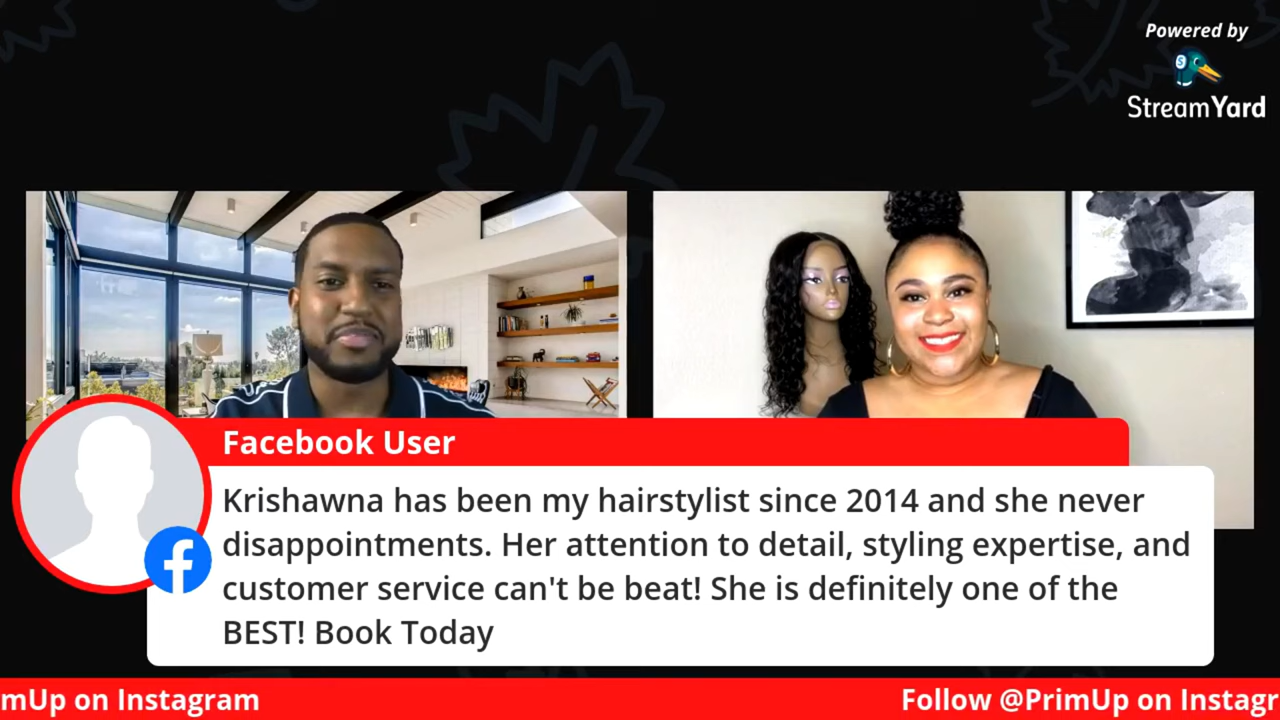 Powered by
StreamYard
Facebook User
Krishawna has been my hairstylist since 2014 and she never
disappointments. Her attention to detail, styling expertise, and
customer service can't be beat! She is definitely one of the
BEST! Book Today
mUp on Instagram
Follow @PrimUp on Instagr